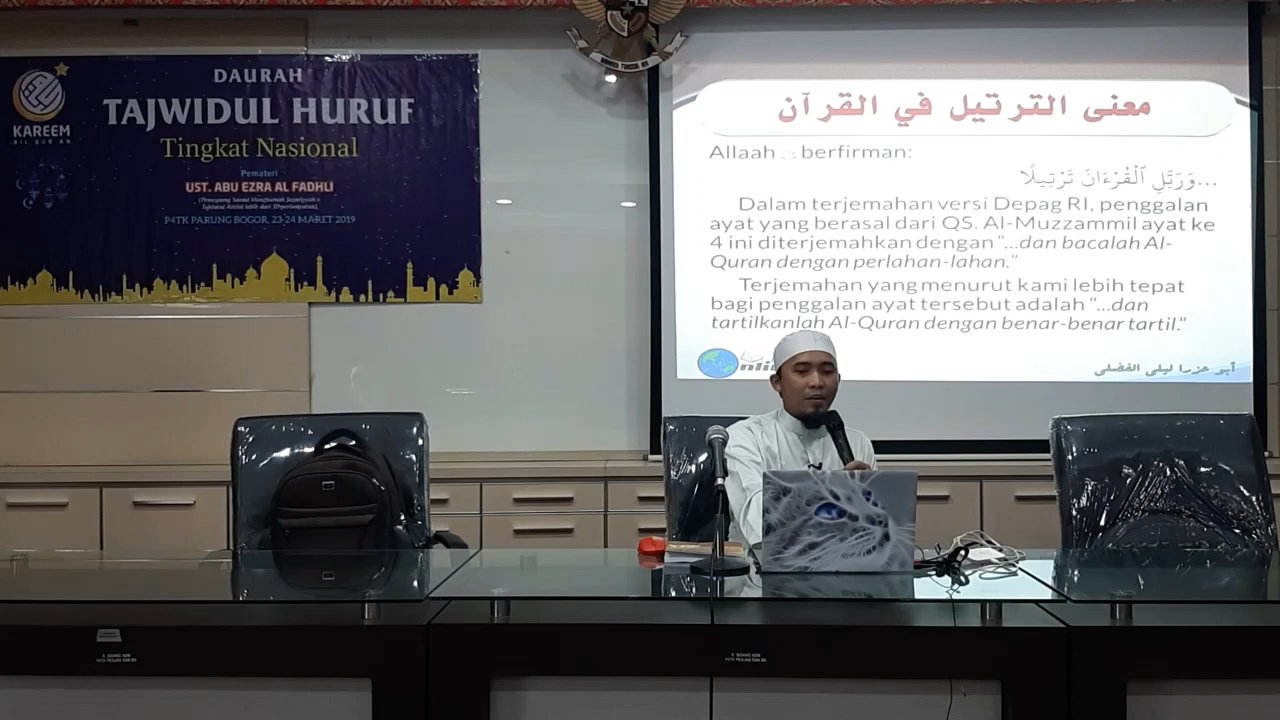 DAURAH
TAJWIDUL HURUF
Tingkat Nasional
KAREEM
BIL QUR'AN
Pemateri
UST. ABU EZRA AL FADHLI
P4TK PARUNG BOGOR, 23-24 MARET 2019
معنى الترتيل في القرآن
Allaah berfirman:
...وَرَتِّلِ ٱلْقُرْءَانَ تَرْتِيلًا
Dalam terjemahan versi Depag RI, penggalan
ayat yang berasal dari QS. Al-Muzzammil ayat ke
4 ini diterjemahkan dengan "...dan bacalah Al-
Quran dengan perlahan-lahan."
Terjemahan yang menurut kami lebih tepat
bagi penggalan ayat tersebut adalah "...dan
tartilkanlah Al-Quran dengan benar-benar tartil."
أبو عزرا ليلي الفضلي